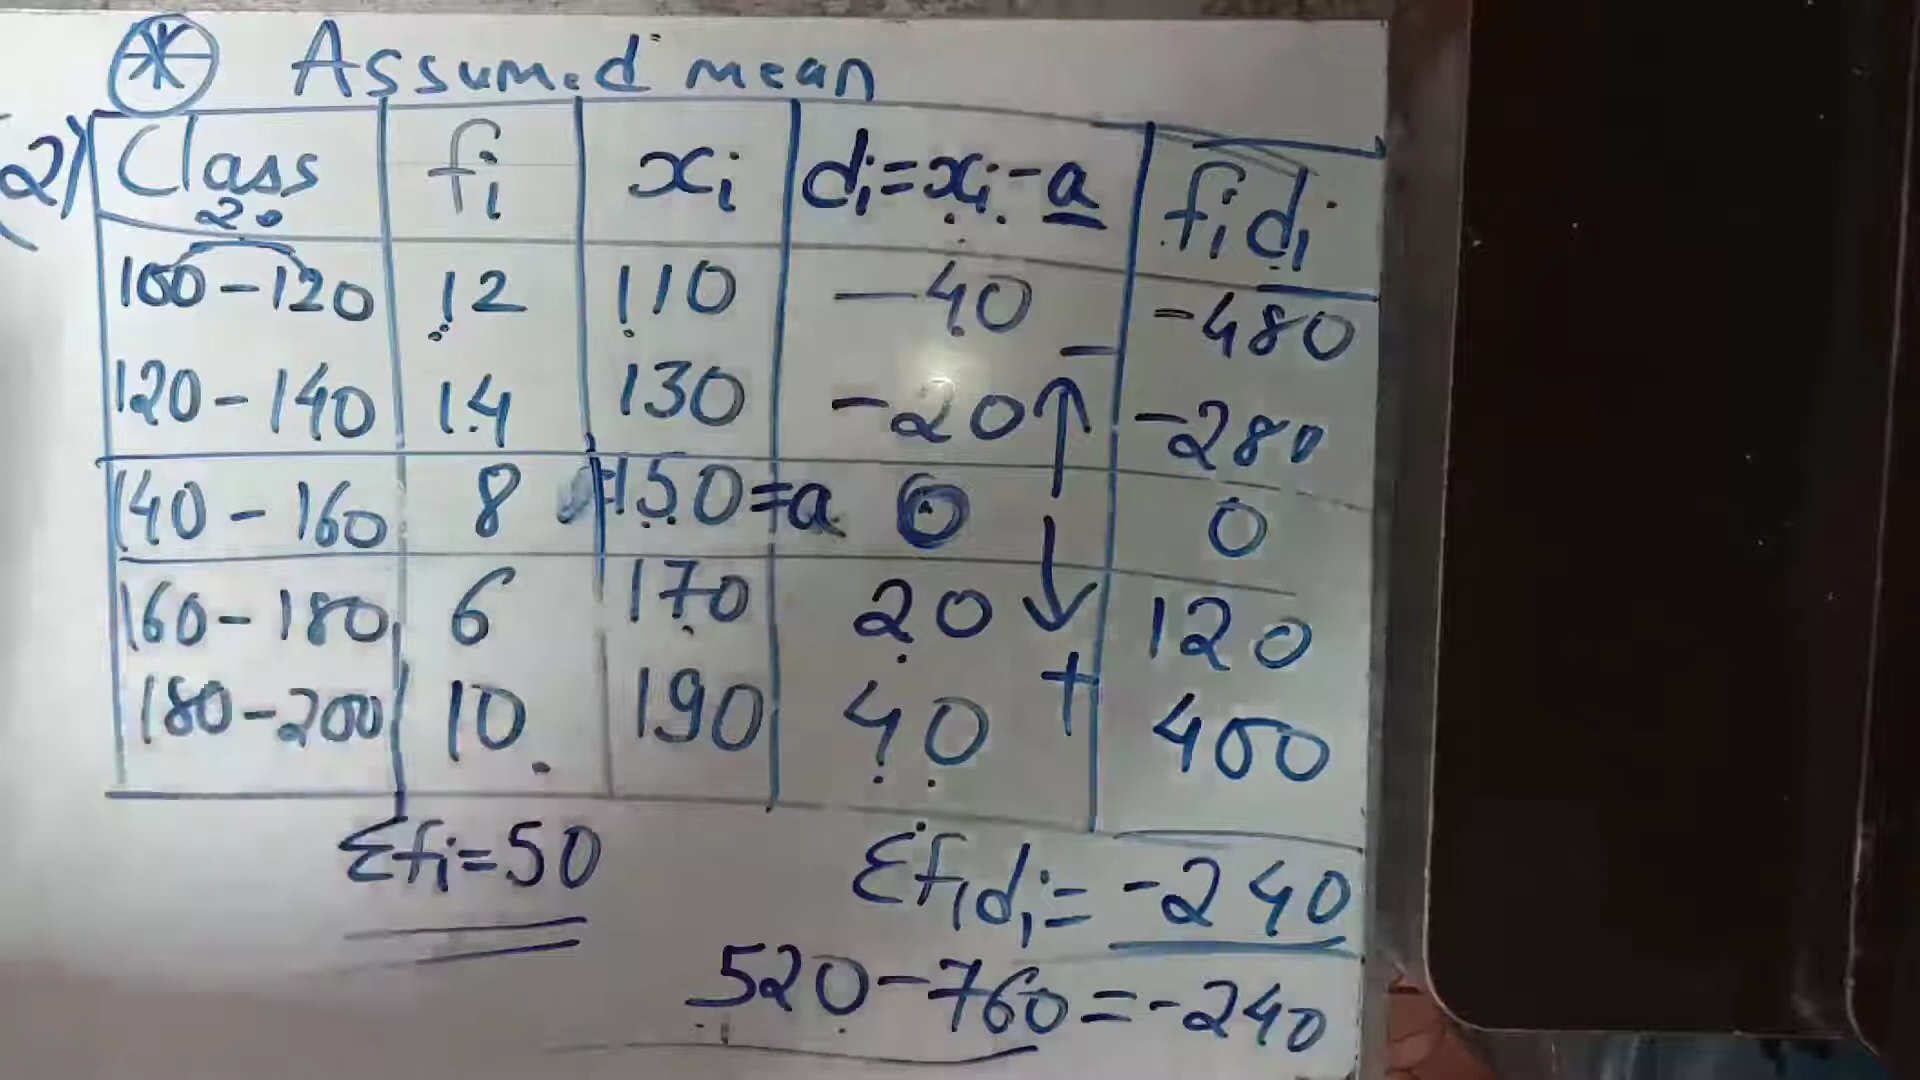 * Assumed mean
2) Class fi xi di=xi-a fidi
20
100-120 12 110 -40 -480
120-140 14 130 -20 -280
140-160 8 150=a 0 0
160-180 6 170 20 120
180-200 10 190 40 400
- ↑ ↓ +
Σfi=50 Σfidi= -240
520-760=-240